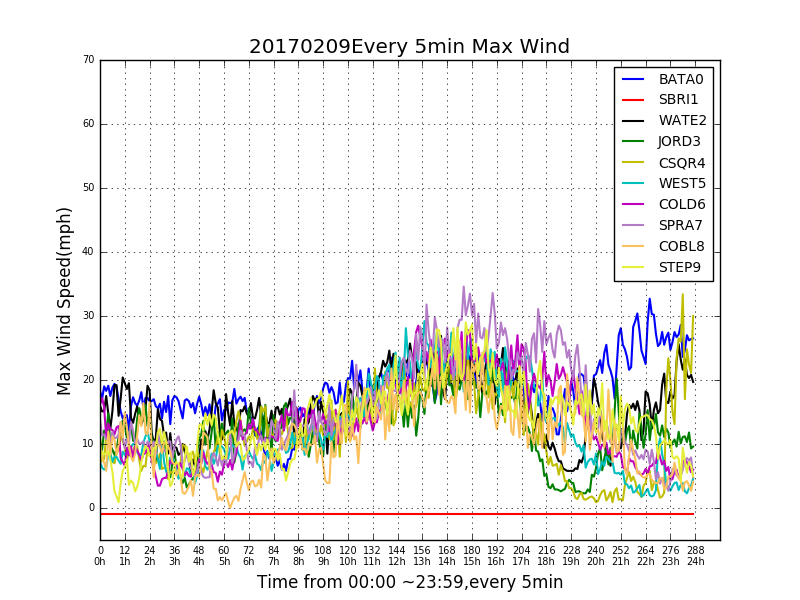 20170209Every 5min Max Wind
70
60
50
40
30
20
10
0
Max Wind Speed(mph)
BATA0
SBRI1
WATE2
JORD3
CSQR4
WEST5
COLD6
SPRA7
COBL8
STEP9
0 12 24 36 48 60 72 84 96 108 120 132 144 156 168 180 192 204 216 228 240 252 264 276 288
0h 1h 2h 3h 4h 5h 6h 7h 8h 9h 10h 11h 12h 13h 14h 15h 16h 17h 18h 19h 20h 21h 22h 23h 24h
Time from 00:00 ~23:59,every 5min